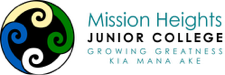 Mission Heights
JUNIOR COLLEGE
GROWING GREATNESS
KIA MANA AKE